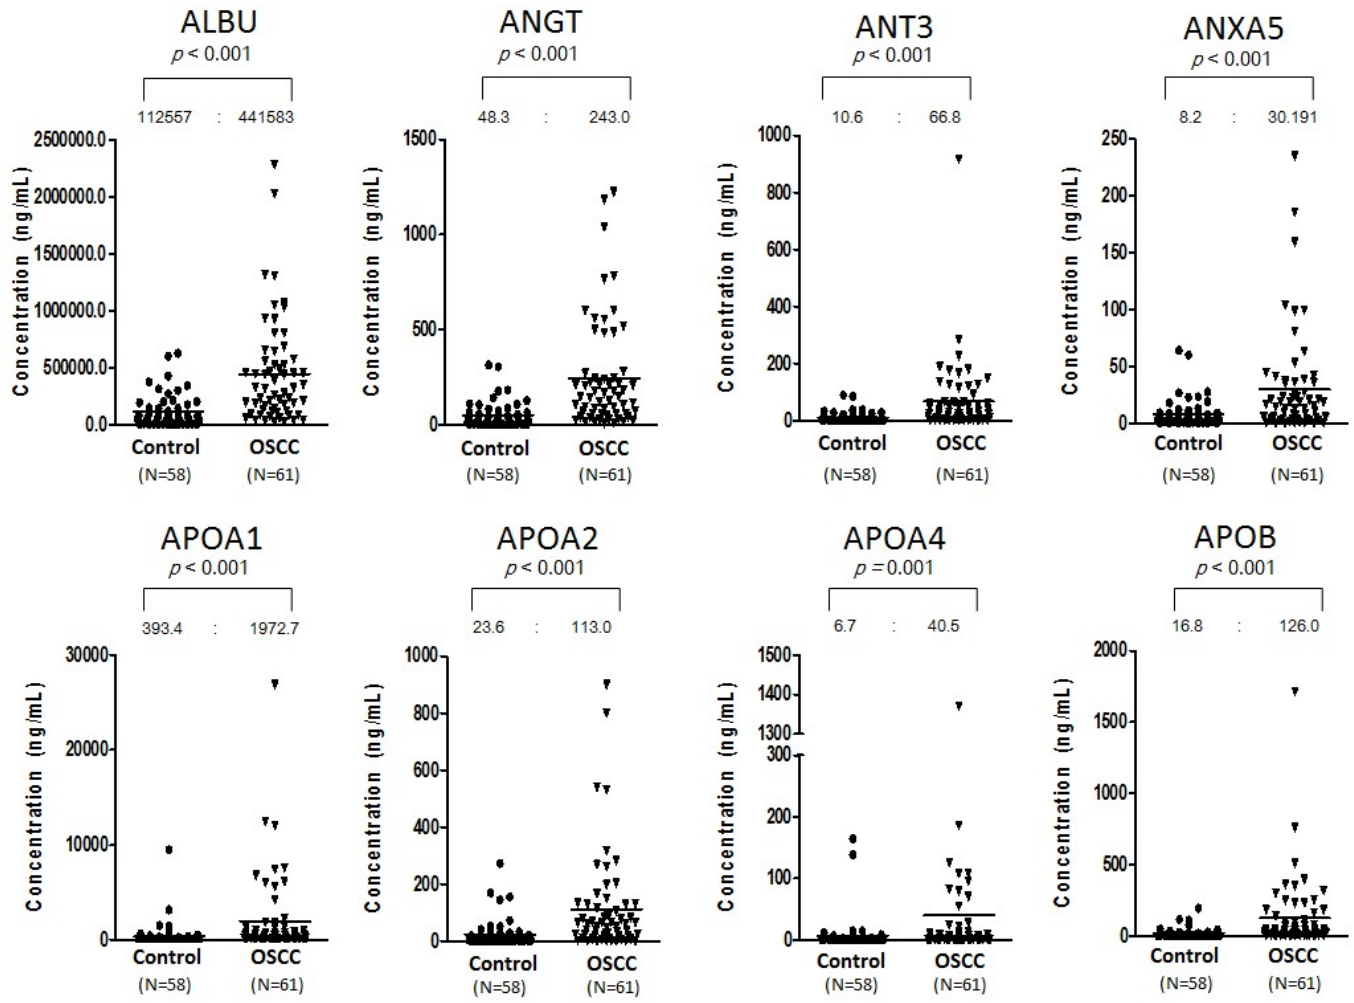 ALBU
p < 0.001
112557 : 441583
Concentration (ng/mL)
2500000.0
2000000.0
1500000.0
1000000.0
500000.0
0.0
Control OSCC
(N=58) (N=61)
ANGT
p < 0.001
48.3 : 243.0
Concentration (ng/mL)
1500
1000
500
0
Control OSCC
(N=58) (N=61)
ANT3
p < 0.001
10.6 : 66.8
Concentration (ng/mL)
1000
800
600
400
200
0
Control OSCC
(N=58) (N=61)
ANXA5
p < 0.001
8.2 : 30.191
Concentration (ng/mL)
250
200
150
100
50
0
Control OSCC
(N=58) (N=61)
APOA1
p < 0.001
393.4 : 1972.7
Concentration (ng/mL)
30000
20000
10000
0
Control OSCC
(N=58) (N=61)
APOA2
p < 0.001
23.6 : 113.0
Concentration (ng/mL)
1000
800
600
400
200
0
Control OSCC
(N=58) (N=61)
APOA4
p = 0.001
6.7 : 40.5
Concentration (ng/mL)
1500
1400
1300
300
200
100
0
Control OSCC
(N=58) (N=61)
APOB
p < 0.001
16.8 : 126.0
Concentration (ng/mL)
2000
1500
1000
500
0
Control OSCC
(N=58) (N=61)